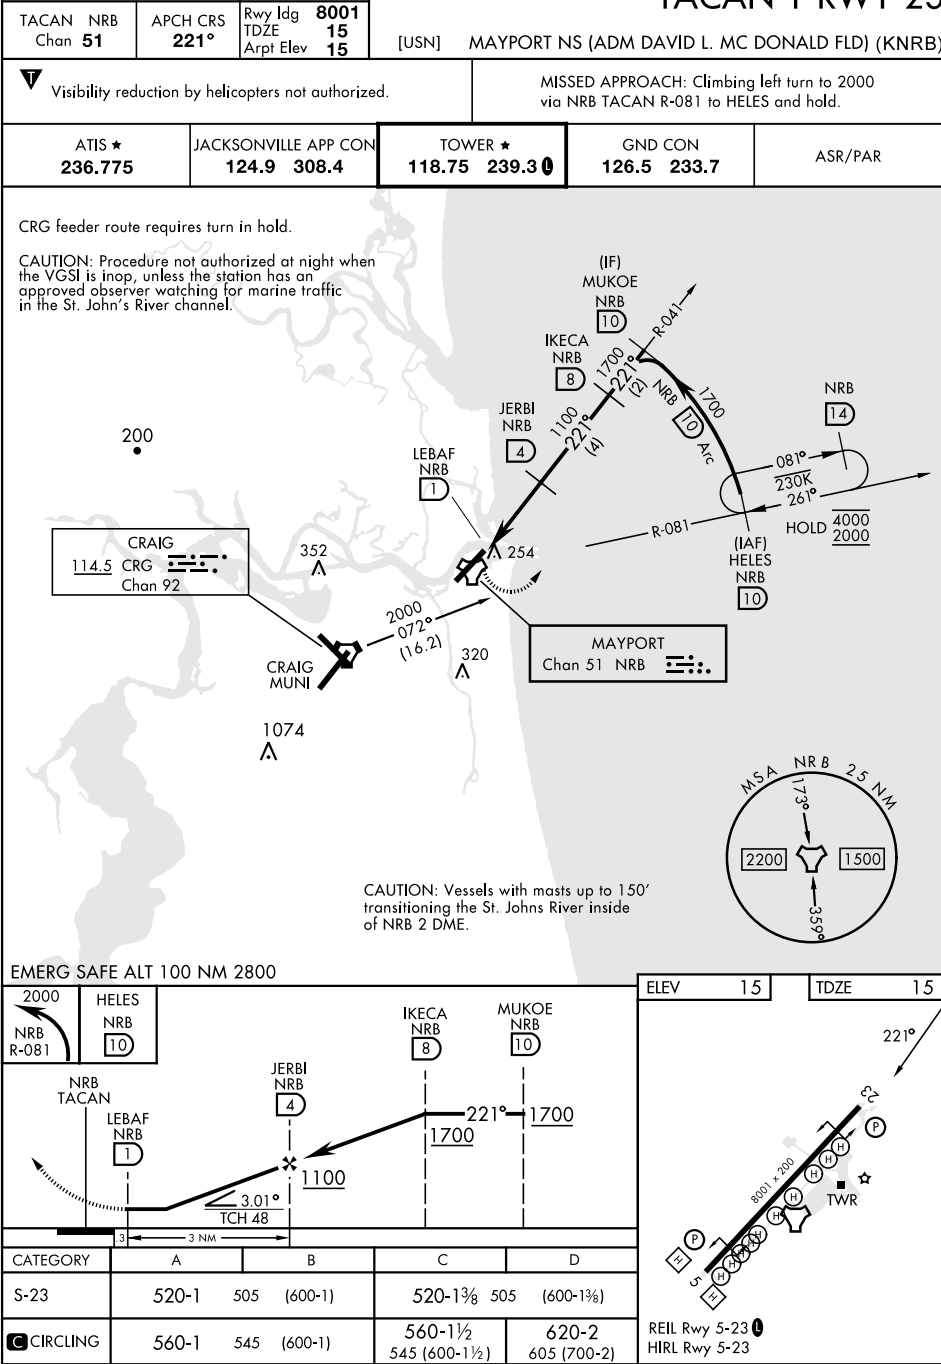 TACAN Y RWY 23
TACAN NRB
Chan 51
APCH CRS
221°
Rwy ldg 8001
TDZE 15
Arpt Elev 15
[USN] MAYPORT NS (ADM DAVID L. MC DONALD FLD) (KNRB)
T
Visibility reduction by helicopters not authorized.
MISSED APPROACH: Climbing left turn to 2000
via NRB TACAN R-081 to HELES and hold.
ATIS ★
236.775
JACKSONVILLE APP CON
124.9 308.4
TOWER ★
118.75 239.3 L
GND CON
126.5 233.7
ASR/PAR
CRG feeder route requires turn in hold.
CAUTION: Procedure not authorized at night when
the VGSI is inop, unless the station has an
approved observer watching for marine traffic
in the St. John's River channel.
(IF)
MUKOE
NRB
10
R-041
IKECA
NRB
8
1700
221°
(2)
NRB 10 Arc
1700
JERBI
NRB
4
1100
221°
(4)
NRB
14
081°
230K
261°
R-081
HOLD 4000
2000
(IAF)
HELES
NRB
10
200
LEBAF
NRB
1
CRAIG
114.5 CRG
Chan 92
352
254
2000
072°
(16.2)
MAYPORT
Chan 51 NRB
CRAIG
MUNI
320
1074
MSA NRB 25 NM
173°
2200
1500
359°
CAUTION: Vessels with masts up to 150'
transitioning the St. Johns River inside
of NRB 2 DME.
EMERG SAFE ALT 100 NM 2800
2000
NRB
R-081
HELES
NRB
10
NRB
TACAN
LEBAF
NRB
1
JERBI
NRB
4
IKECA
NRB
8
MUKOE
NRB
10
221°
1700
1700
1100
3.01°
TCH 48
.3
3 NM
ELEV 15
TDZE 15
221°
23
P
H
H
H
H
H
H
H
H
H
H
H
H
8001 x 200
TWR
P
5
REIL Rwy 5-23 L
HIRL Rwy 5-23
CATEGORY A B C D
S-23 520-1 505 (600-1) 520-1⅜ 505 (600-1⅜)
C CIRCLING 560-1 545 (600-1) 560-1½ 545 (600-1½) 620-2 605 (700-2)